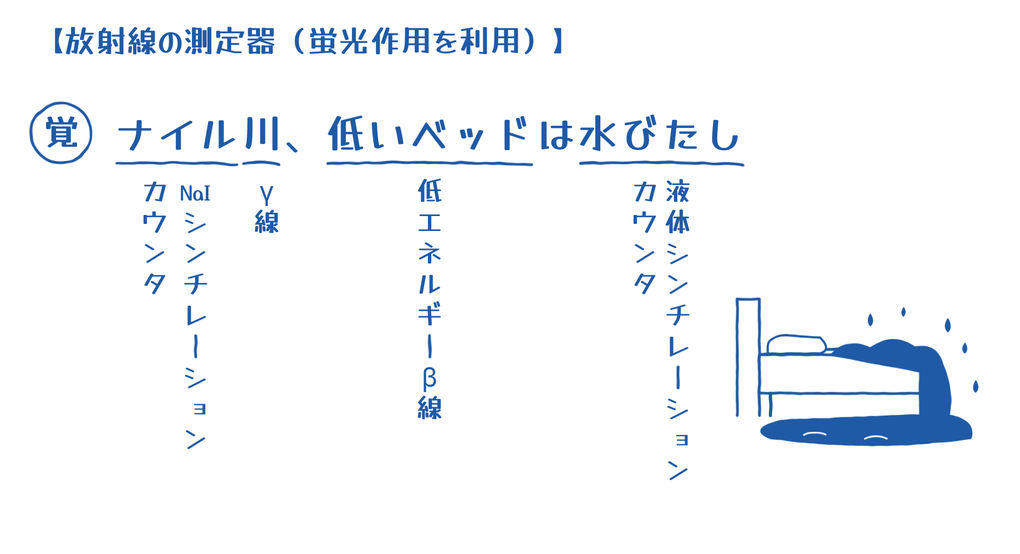 【放射線の測定器（蛍光作用を利用）】
覚 ナイル川、低いベッドは水びたし
NaIシンチレーション
カウンタ
γ線
低エネルギーβ線
液体シンチレーション
カウンタ